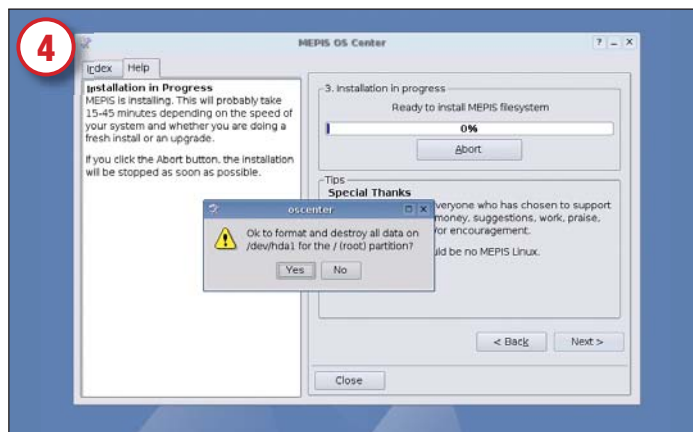 4
MEPIS OS Center
Index Help
Installation in Progress
MEPIS is installing. This will probably take
15-45 minutes depending on the speed of
your system and whether you are doing a
fresh install or an upgrade.
If you click the Abort button, the installation
will be stopped as soon as possible.
3. Installation in progress
Ready to install MEPIS filesystem
0%
Abort
Tips
Special Thanks
everyone who has chosen to support
money, suggestions, work, praise,
/or encouragement.
be no MEPIS Linux.
oscenter
Ok to format and destroy all data on
/dev/hda1 for the / (root) partition?
Yes No
< Back Next >
Close